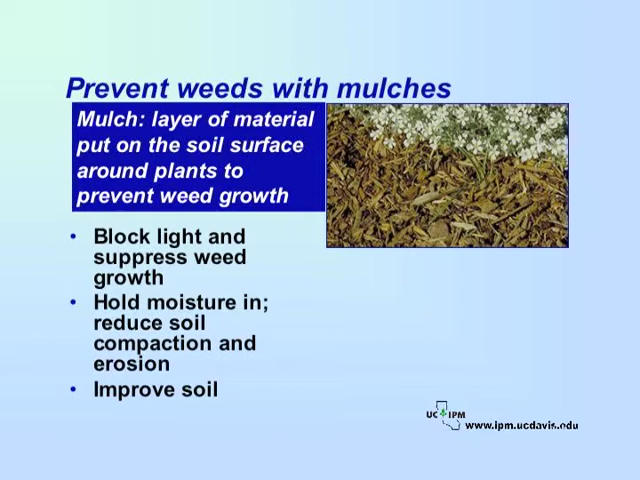 Prevent weeds with mulches
Mulch: layer of material
put on the soil surface
around plants to
prevent weed growth
• Block light and
suppress weed
growth
• Hold moisture in;
reduce soil
compaction and
erosion
• Improve soil
UC IPM
www.ipm.ucdavis.edu